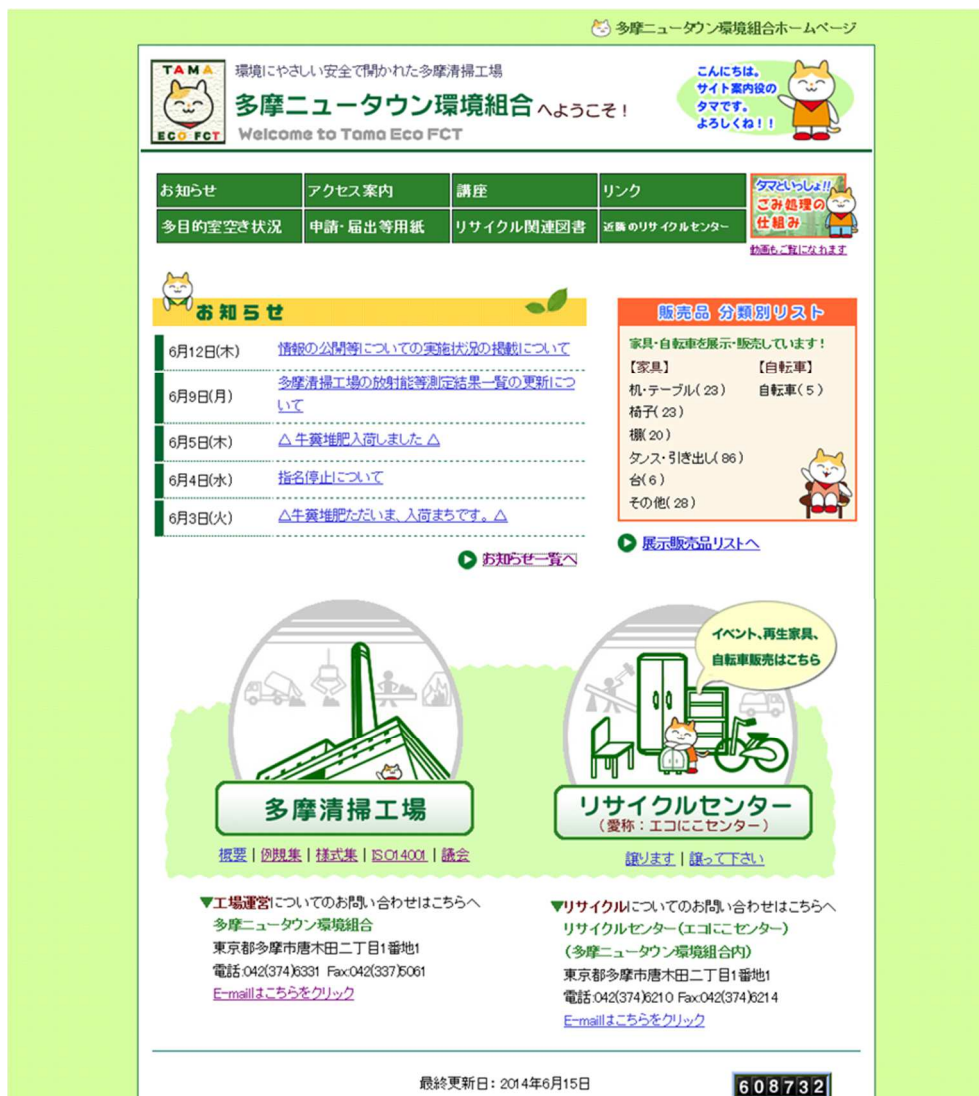 多摩ニュータウン環境組合ホームページ
TAMA
ECO FCT
環境にやさしい安全で開かれた多摩清掃工場
多摩ニュータウン環境組合へようこそ！
Welcome to Tama Eco FCT
こんにちは。
サイト案内役の
タマです。
よろしくね！！
お知らせ アクセス案内 講座 リンク
多目的室空き状況 申請・届出等用紙 リサイクル関連図書 近隣のリサイクルセンター
タマといっしょ!!
ごみ処理の
仕組み
動画もご覧になれます
お知らせ
6月12日(木) 情報の公開等についての実施状況の掲載について
6月9日(月) 多摩清掃工場の放射能等測定結果一覧の更新につ
いて
6月5日(木) △ 牛糞堆肥入荷しました △
6月4日(水) 指名停止について
6月3日(火) △牛糞堆肥ただいま、入荷まちです。△
お知らせ一覧へ
販売品 分類別リスト
家具・自転車を展示・販売しています！
【家具】 【自転車】
机・テーブル(23) 自転車(5)
椅子(23)
棚(20)
タンス・引き出し(86)
台(6)
その他(28)
展示販売品リストへ
イベント、再生家具、
自転車販売はこちら
多摩清掃工場
概要 | 例規集 | 様式集 | ISO14001 | 議会
リサイクルセンター
（愛称：エコにこセンター）
譲ります | 譲って下さい
▼工場運営についてのお問い合わせはこちらへ
多摩ニュータウン環境組合
東京都多摩市唐木田二丁目1番地1
電話:042(374)6331 Fax:042(337)5061
E-mailはこちらをクリック
▼リサイクルについてのお問い合わせはこちらへ
リサイクルセンター(エコにこセンター)
(多摩ニュータウン環境組合内)
東京都多摩市唐木田二丁目1番地1
電話:042(374)6210 Fax:042(374)6214
E-mailはこちらをクリック
最終更新日：2014年6月15日
608732